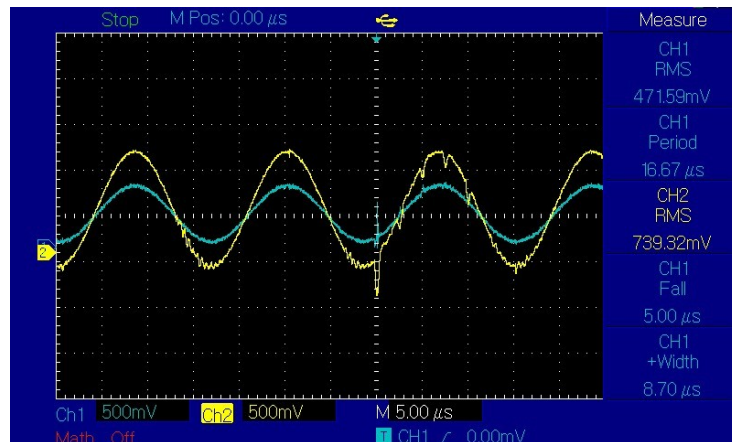 Stop M Pos: 0.00 μs
Measure
CH1
RMS
471.59mV
CH1
Period
16.67 μs
CH2
RMS
739.32mV
CH1
Fall
5.00 μs
CH1
+Width
8.70 μs
2
Ch1 500mV Ch2 500mV M 5.00 μs
Math Off T CH1 / 0.00mV